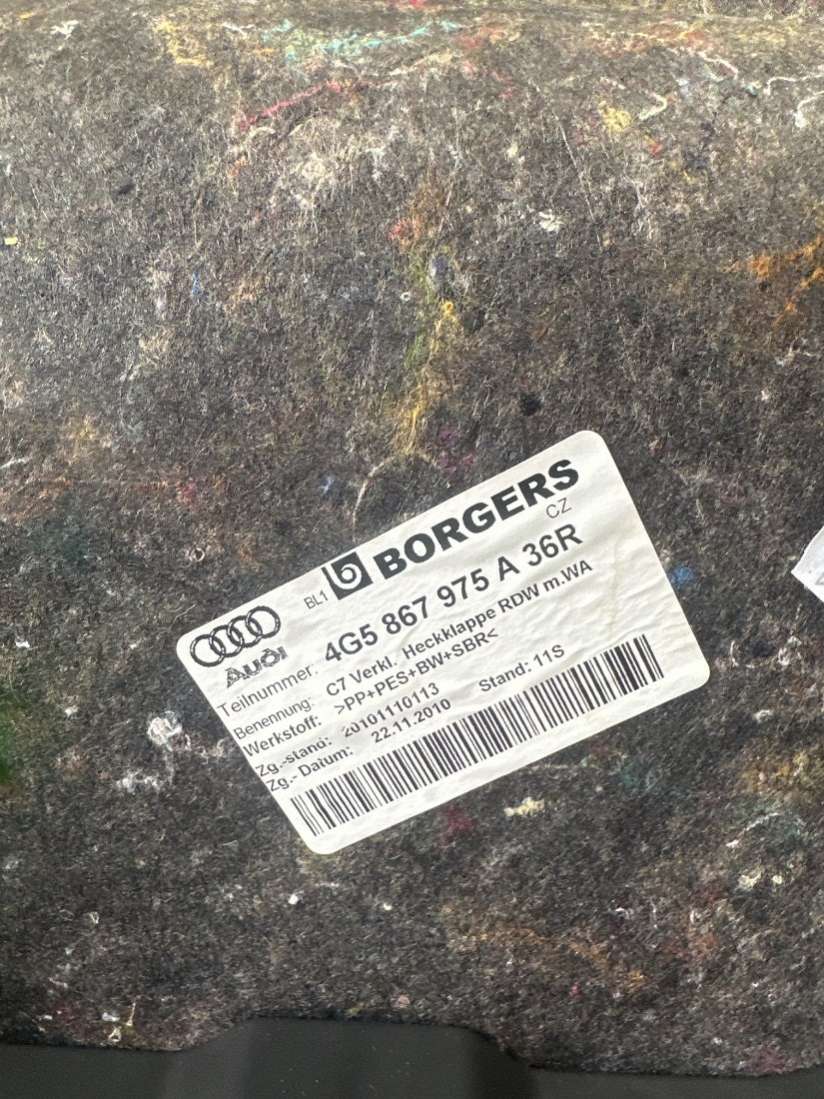 BL1 BORGERS
CZ
Audi
Teilnummer: 4G5 867 975 A 36R
Benennung: C7 Verkl. Heckklappe RDW m.WA
Werkstoff: >PP+PES+BW+SBR<
Zg.-stand: 20101110113
Zg.- Datum: 22.11.2010 Stand: 11S